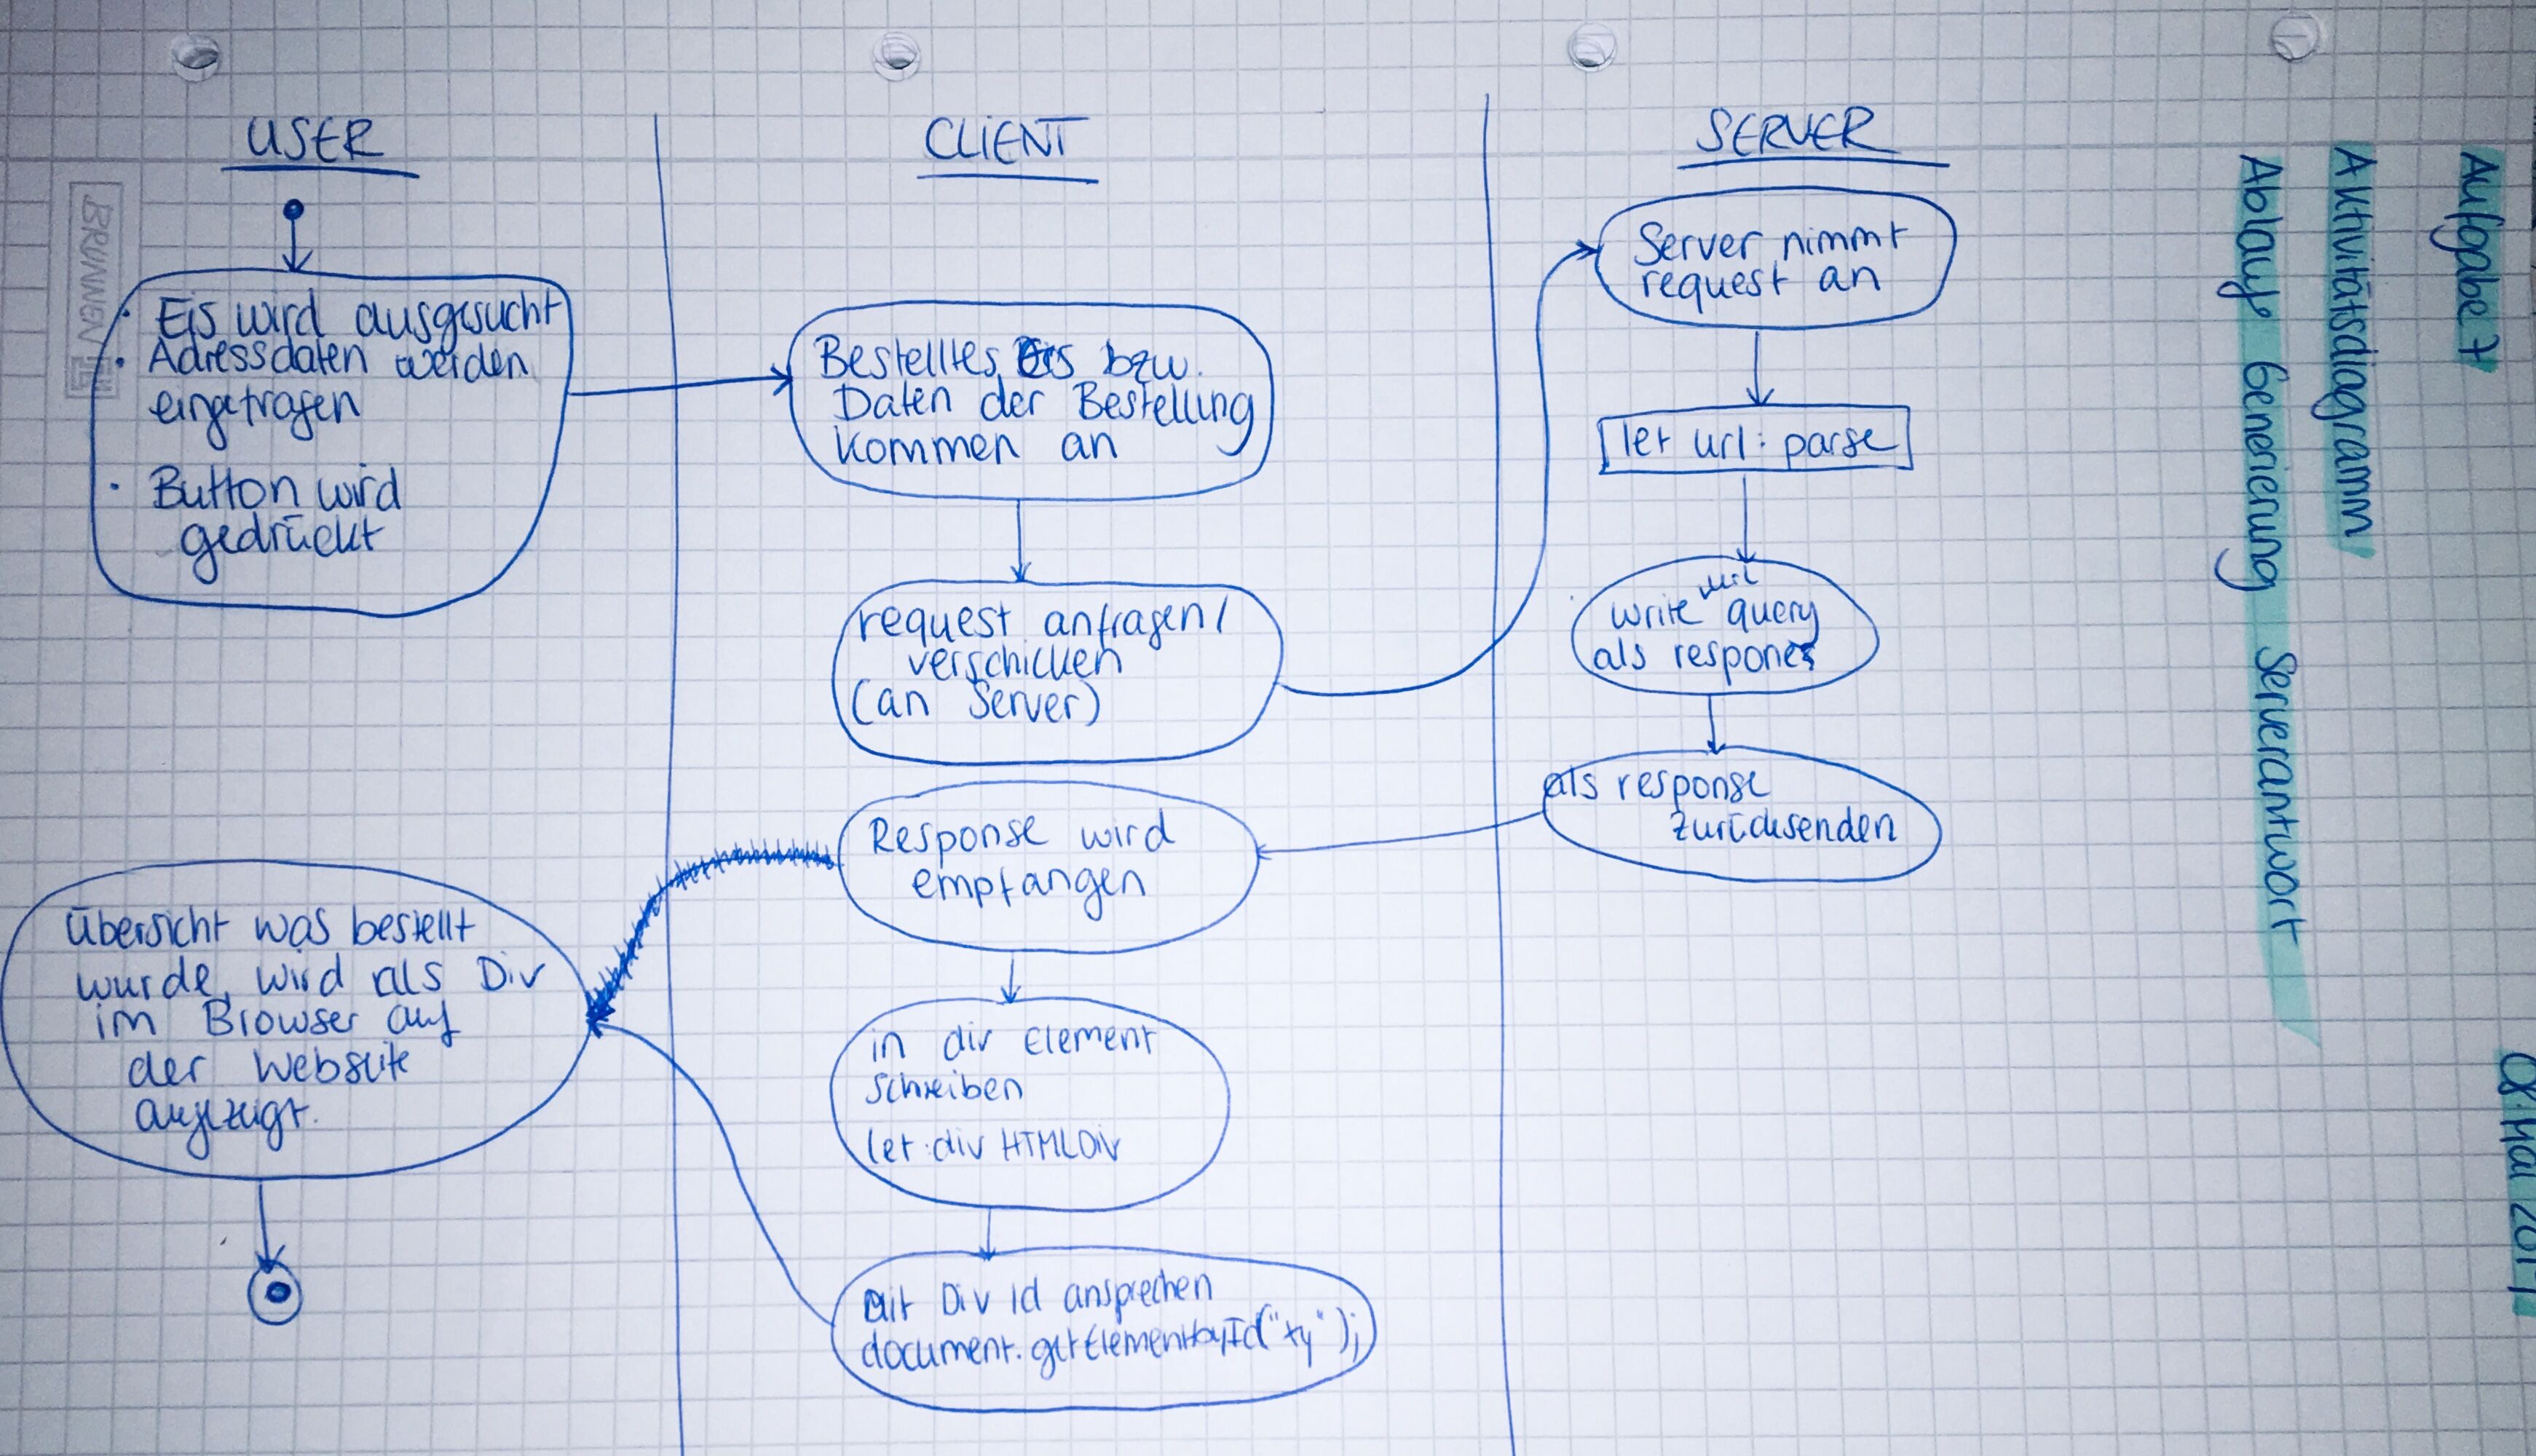 USER
Eis wird ausgesucht
Adressdaten werden
eingetragen
Button wird
gedrückt
Übersicht was bestellt
wurde, wird als Div
im Browser auf
der Website
angezeigt.
CLIENT
Bestelltes Eis bzw.
Daten der Bestellung
kommen an
request anfragen/
verschicken
(an Server)
Response wird
empfangen
in div Element
schreiben
let div HTMLDiv
mit Div Id ansprechen
document.getElementbyId("xy");
SERVER
Server nimmt
request an
let url: parse
url
write query
als respones
als response
zurücksenden
Aufgabe 7
Aktivitätsdiagramm
Ablauf Generierung Serverantwort
08. Mai
BRUNNEN